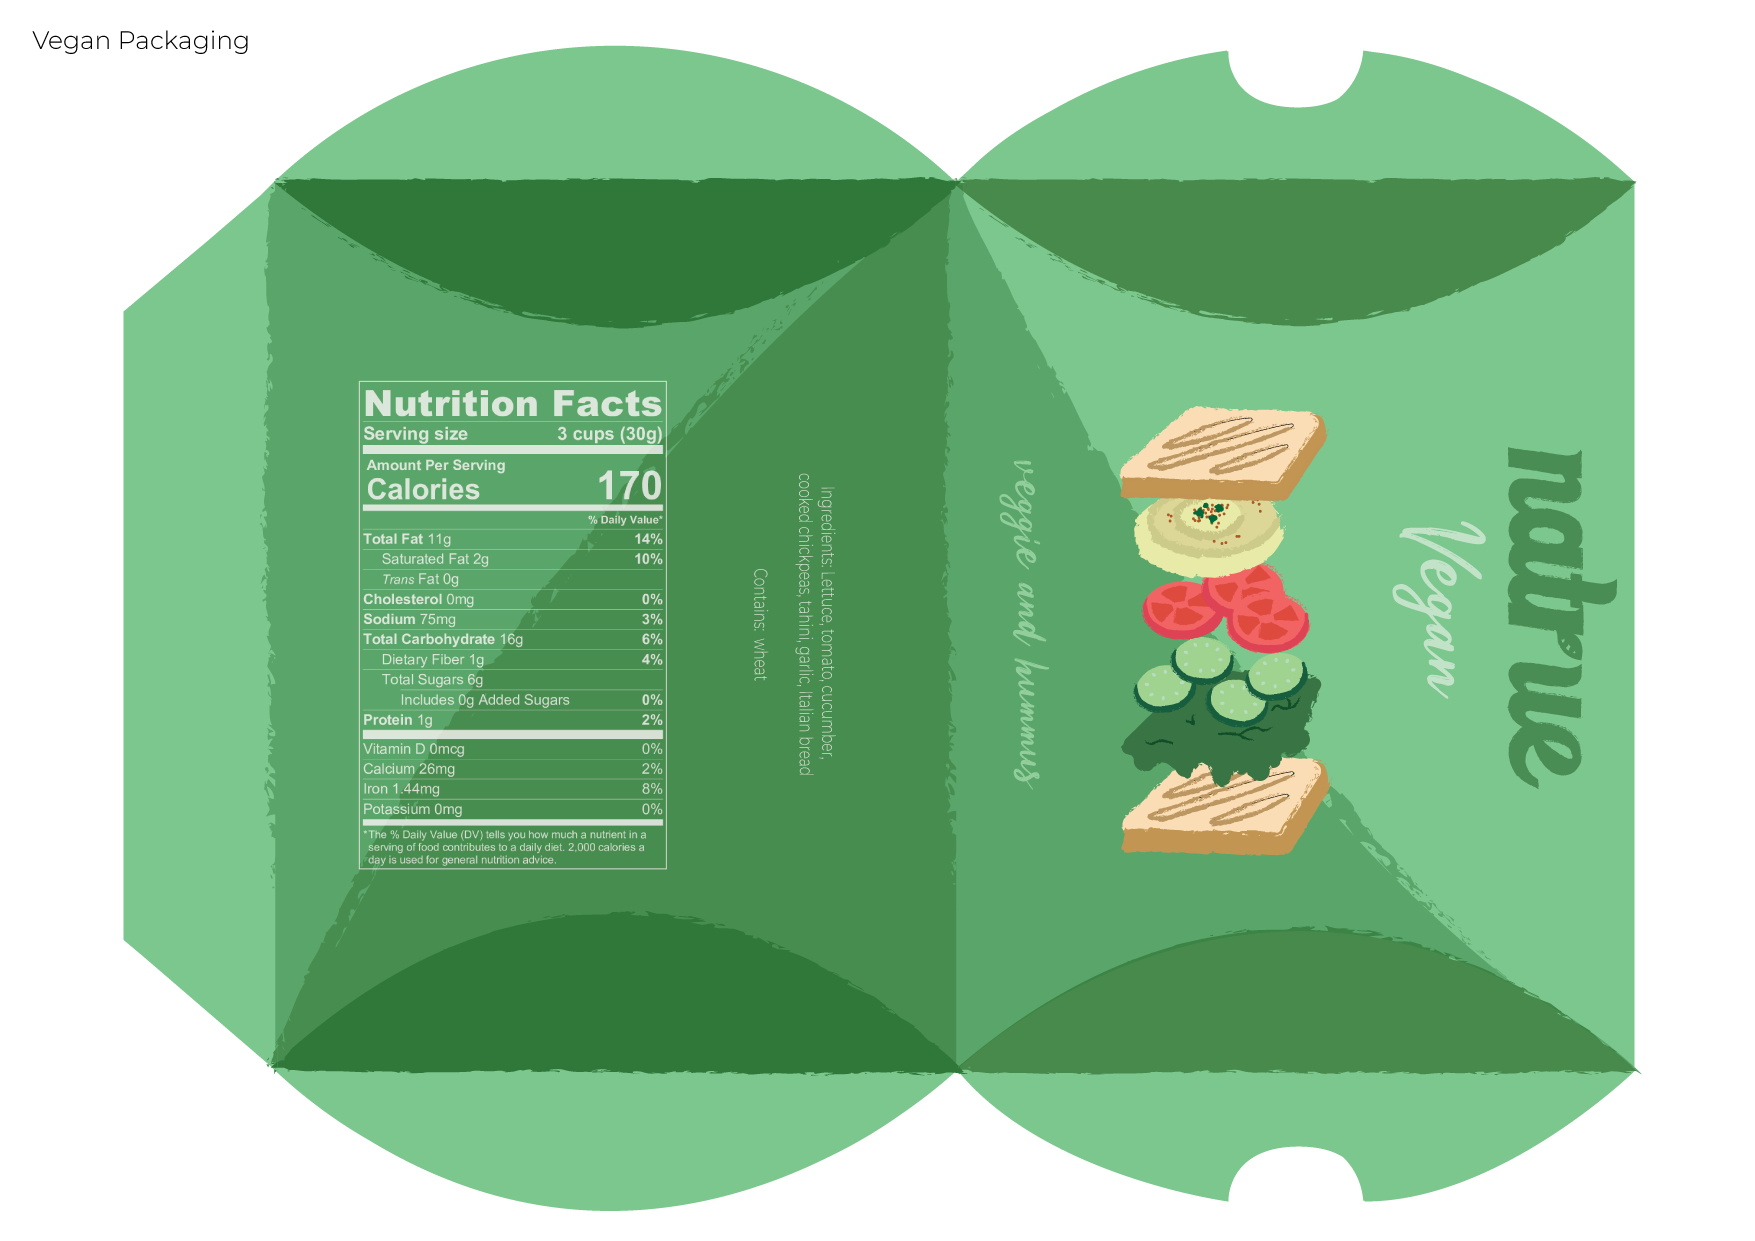 Vegan Packaging
Nutrition Facts
Serving size 3 cups (30g)
Amount Per Serving
Calories 170
% Daily Value*
Total Fat 11g 14%
Saturated Fat 2g 10%
Trans Fat 0g
Cholesterol 0mg 0%
Sodium 75mg 3%
Total Carbohydrate 16g 6%
Dietary Fiber 1g 4%
Total Sugars 6g
Includes 0g Added Sugars 0%
Protein 1g 2%
Vitamin D 0mcg 0%
Calcium 26mg 2%
Iron 1.44mg 8%
Potassium 0mg 0%
*The % Daily Value (DV) tells you how much a nutrient in a
serving of food contributes to a daily diet. 2,000 calories a
day is used for general nutrition advice.
Ingredients: Lettuce, tomato, cucumber,
cooked chickpeas, tahini, garlic, Italian bread
Contains: wheat
natrue
Vegan
veggie and hummus